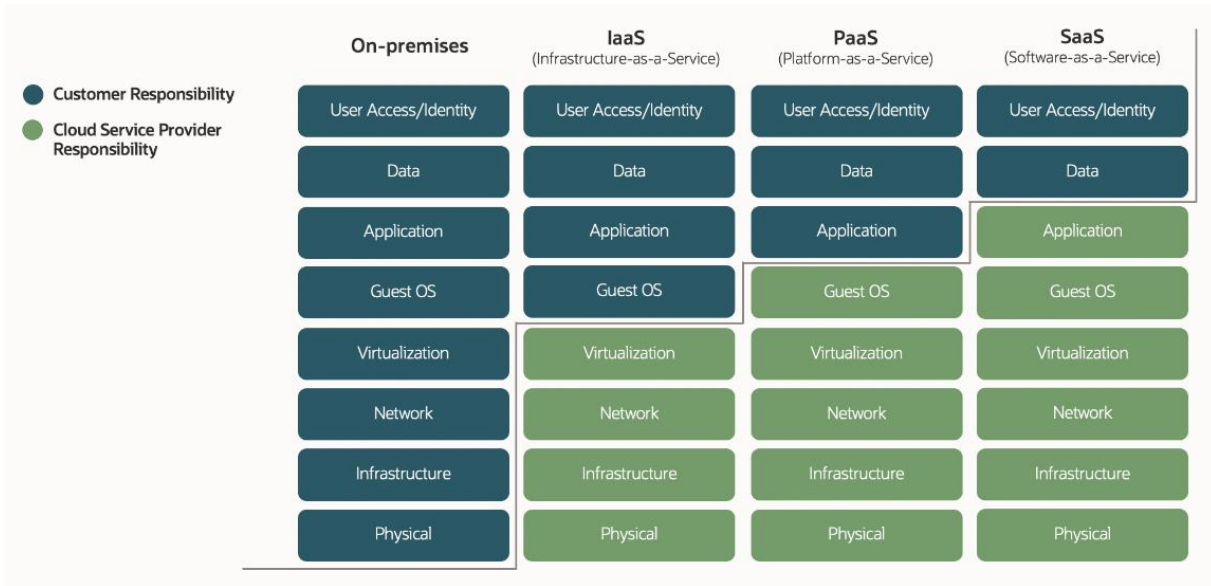 On-premises
IaaS
(Infrastructure-as-a-Service)
PaaS
(Platform-as-a-Service)
SaaS
(Software-as-a-Service)
Customer Responsibility
Cloud Service Provider
Responsibility
User Access/Identity
User Access/Identity
User Access/Identity
User Access/Identity
Data
Data
Data
Data
Application
Application
Application
Application
Guest OS
Guest OS
Guest OS
Guest OS
Virtualization
Virtualization
Virtualization
Virtualization
Network
Network
Network
Network
Infrastructure
Infrastructure
Infrastructure
Infrastructure
Physical
Physical
Physical
Physical